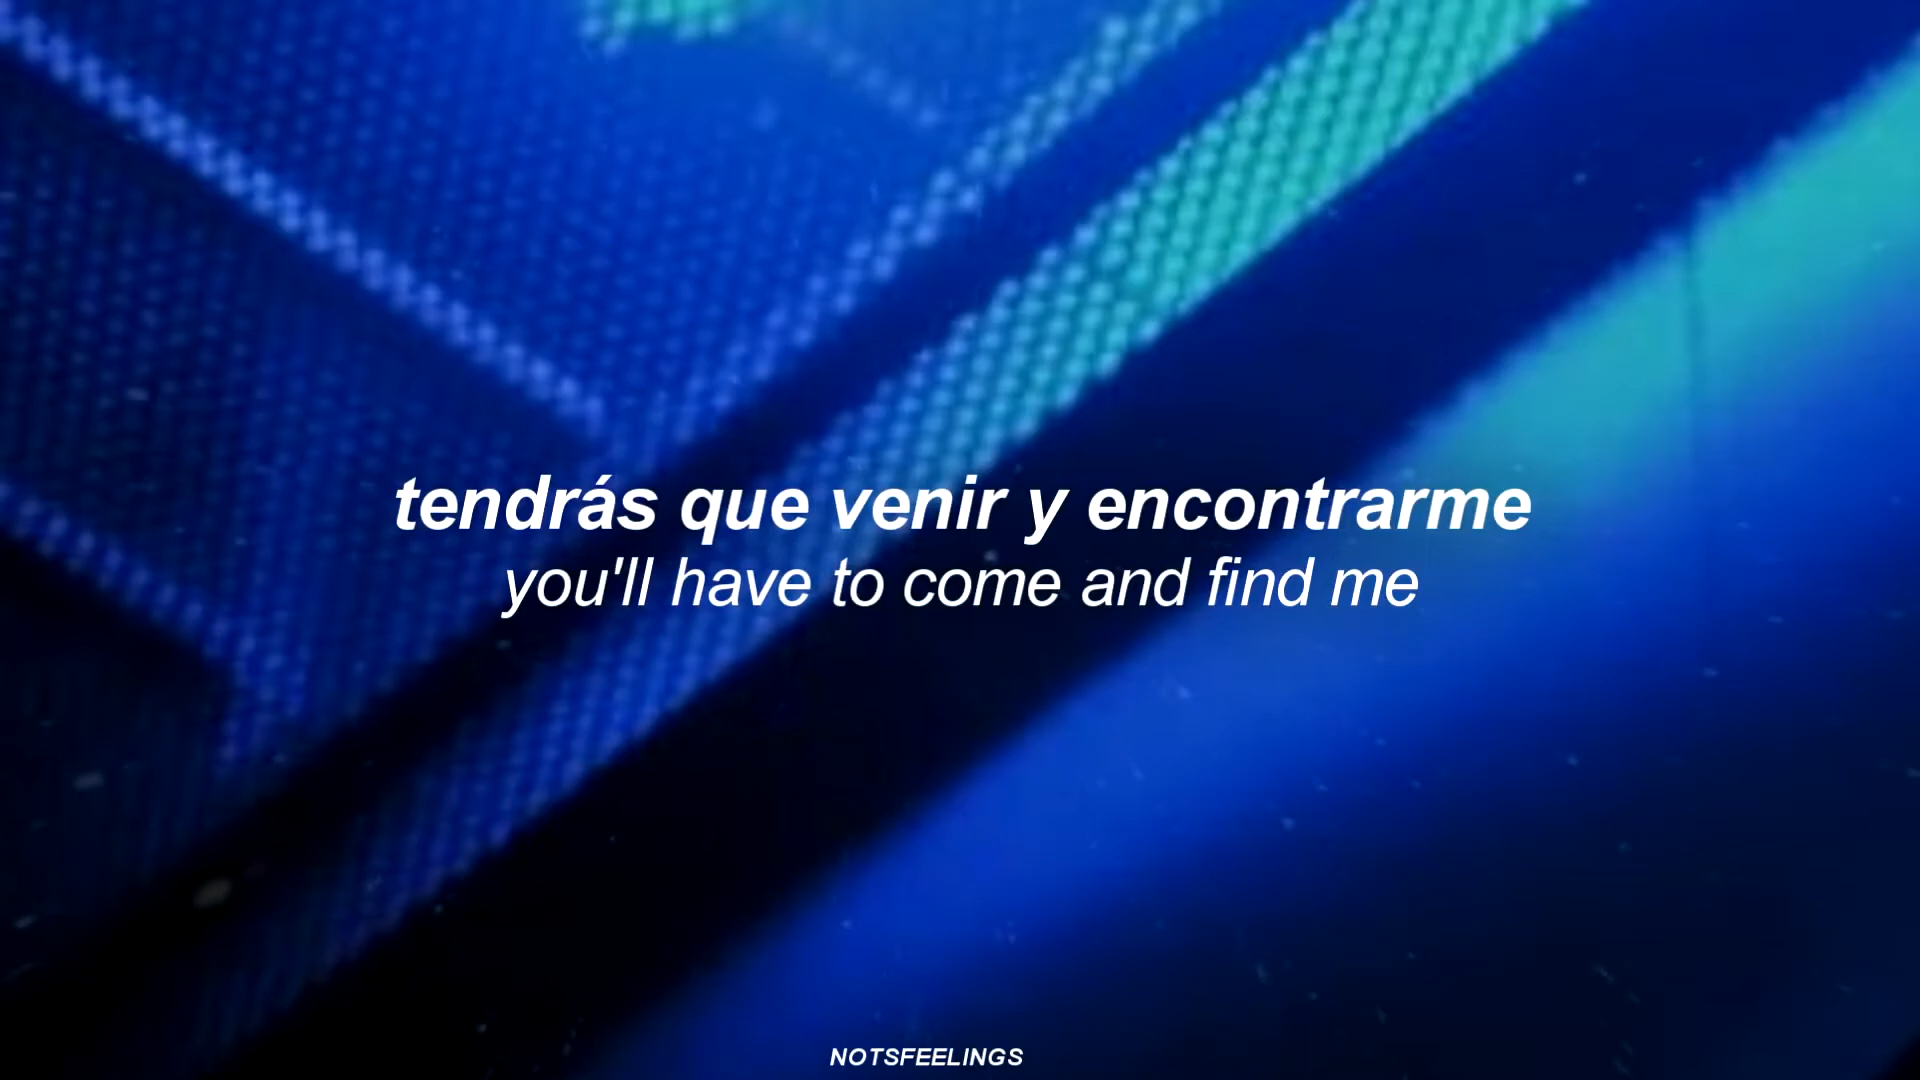 tendrás que venir y encontrarme
you'll have to come and find me
NOTSFEELINGS